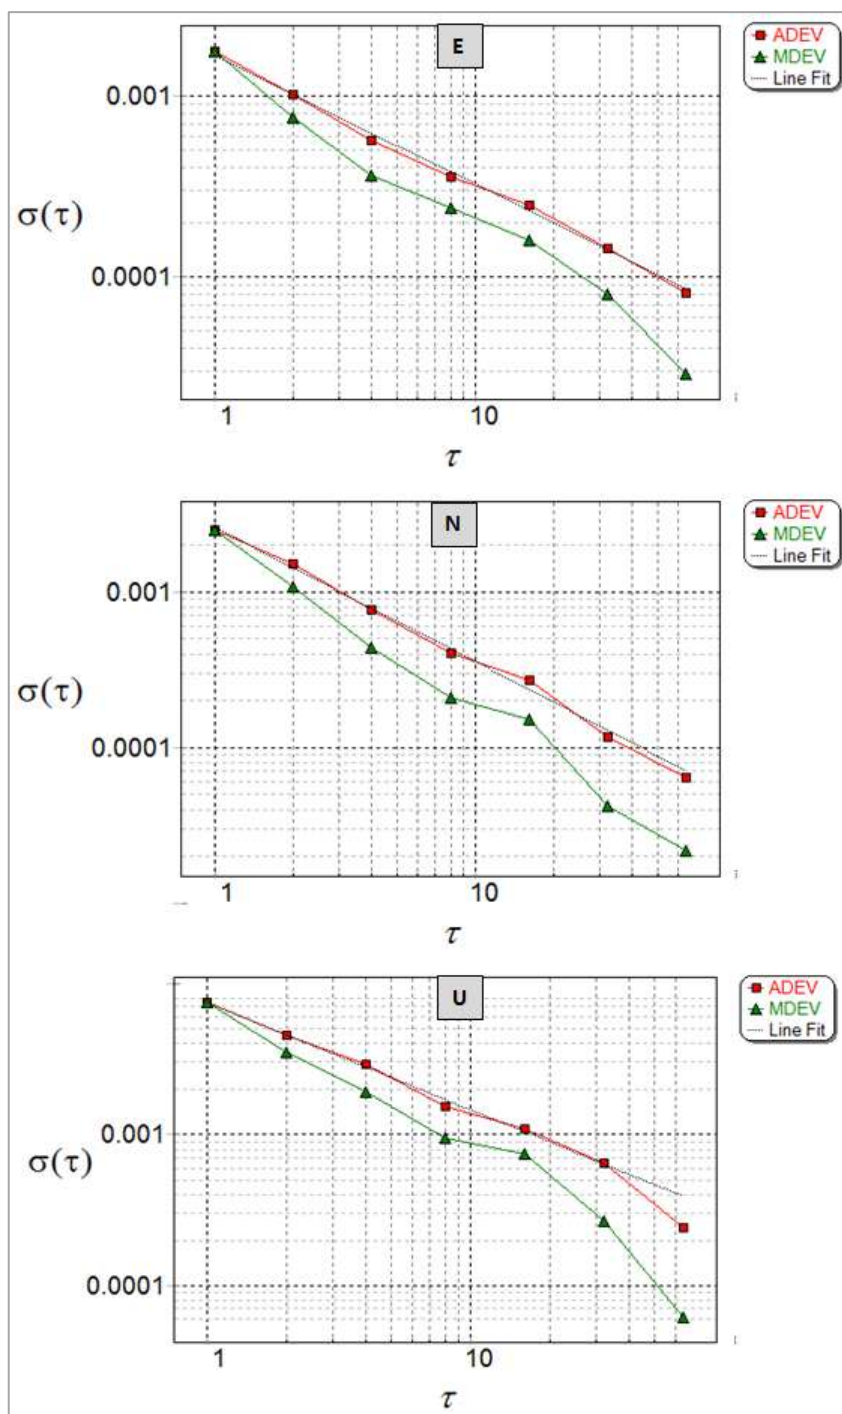 E
ADEV
MDEV
Line Fit
0.001
σ(τ)
0.0001
1 10
τ
N
ADEV
MDEV
Line Fit
0.001
σ(τ)
0.0001
1 10
τ
U
ADEV
MDEV
Line Fit
0.001
σ(τ)
0.0001
1 10
τ